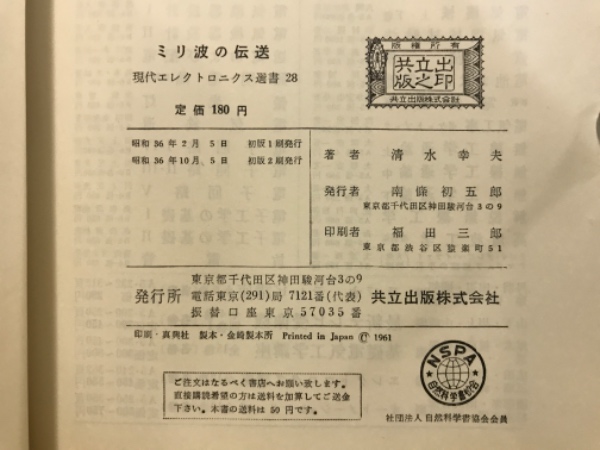 ミリ波の伝送
現代エレクトロニクス選書 28
定価 180 円
版権所有
共立出版之印
共立出版株式会社
昭和 36 年 2 月 5 日 初版 1 刷発行
昭和 36 年 10 月 5 日 初版 2 刷発行
著者 清水幸夫
発行者 南條初五郎
東京都千代田区神田駿河台 3 の 9
印刷者 福田三郎
東京都渋谷区猿楽町 51
発行所
東京都千代田区神田駿河台3の9
電話東京(291)局 7121番(代表)
振替口座東京 57035 番
共立出版株式会社
印刷・真興社 製本・金崎製本所 Printed in Japan Ⓒ 1961
ご注文はなるべく書店へお願い致します。
直接購読希望の方は送料を加算してご送金
下さい。本書の送料は 50 円です。
NSPA
自然科学書協会
社団法人 自然科学書協会会員